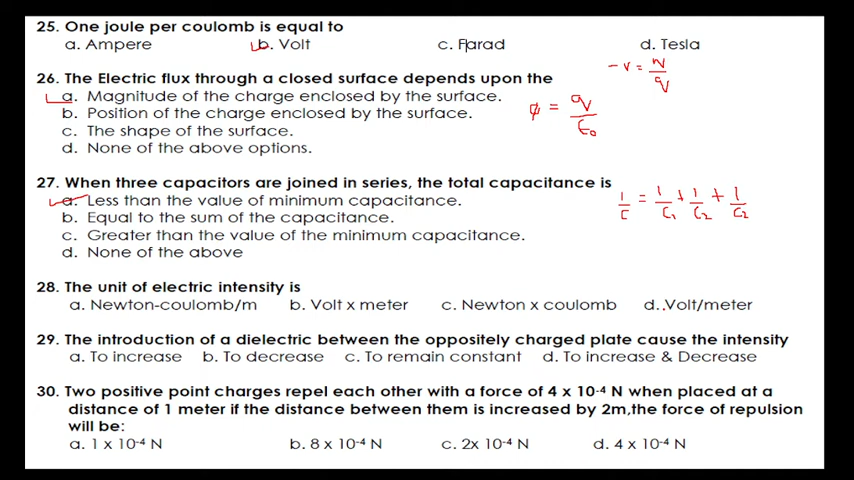 25. One joule per coulomb is equal to
a. Ampere b. Volt c. Farad d. Tesla
26. The Electric flux through a closed surface depends upon the
a. Magnitude of the charge enclosed by the surface.
b. Position of the charge enclosed by the surface.
c. The shape of the surface.
d. None of the above options.
27. When three capacitors are joined in series, the total capacitance is
a. Less than the value of minimum capacitance.
b. Equal to the sum of the capacitance.
c. Greater than the value of the minimum capacitance.
d. None of the above
28. The unit of electric intensity is
a. Newton-coulomb/m b. Volt x meter c. Newton x coulomb d..Volt/meter
29. The introduction of a dielectric between the oppositely charged plate cause the intensity
a. To increase b. To decrease c. To remain constant d. To increase & Decrease
30. Two positive point charges repel each other with a force of 4 x 10⁻⁴ N when placed at a
distance of 1 meter if the distance between them is increased by 2m,the force of repulsion
will be:
a. 1 x 10⁻⁴ N b. 8 x 10⁻⁴ N c. 2x 10⁻⁴ N d. 4 x 10⁻⁴ N
ϕ = q/ε₀
1/C = 1/C₁ + 1/C₂ + 1/C₂